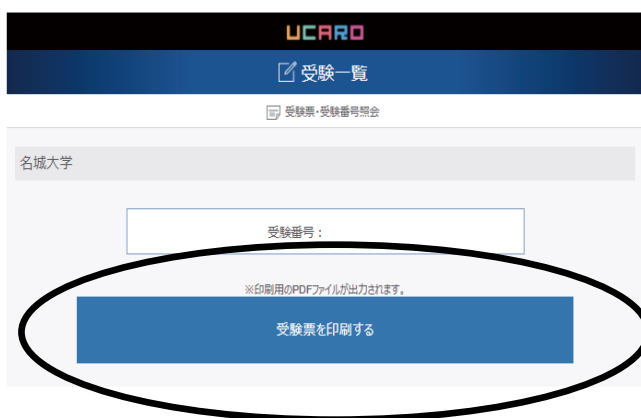 UCARO
受験一覧
受験票・受験番号照会
名城大学
受験番号：
※印刷用のPDFファイルが出力されます。
受験票を印刷する